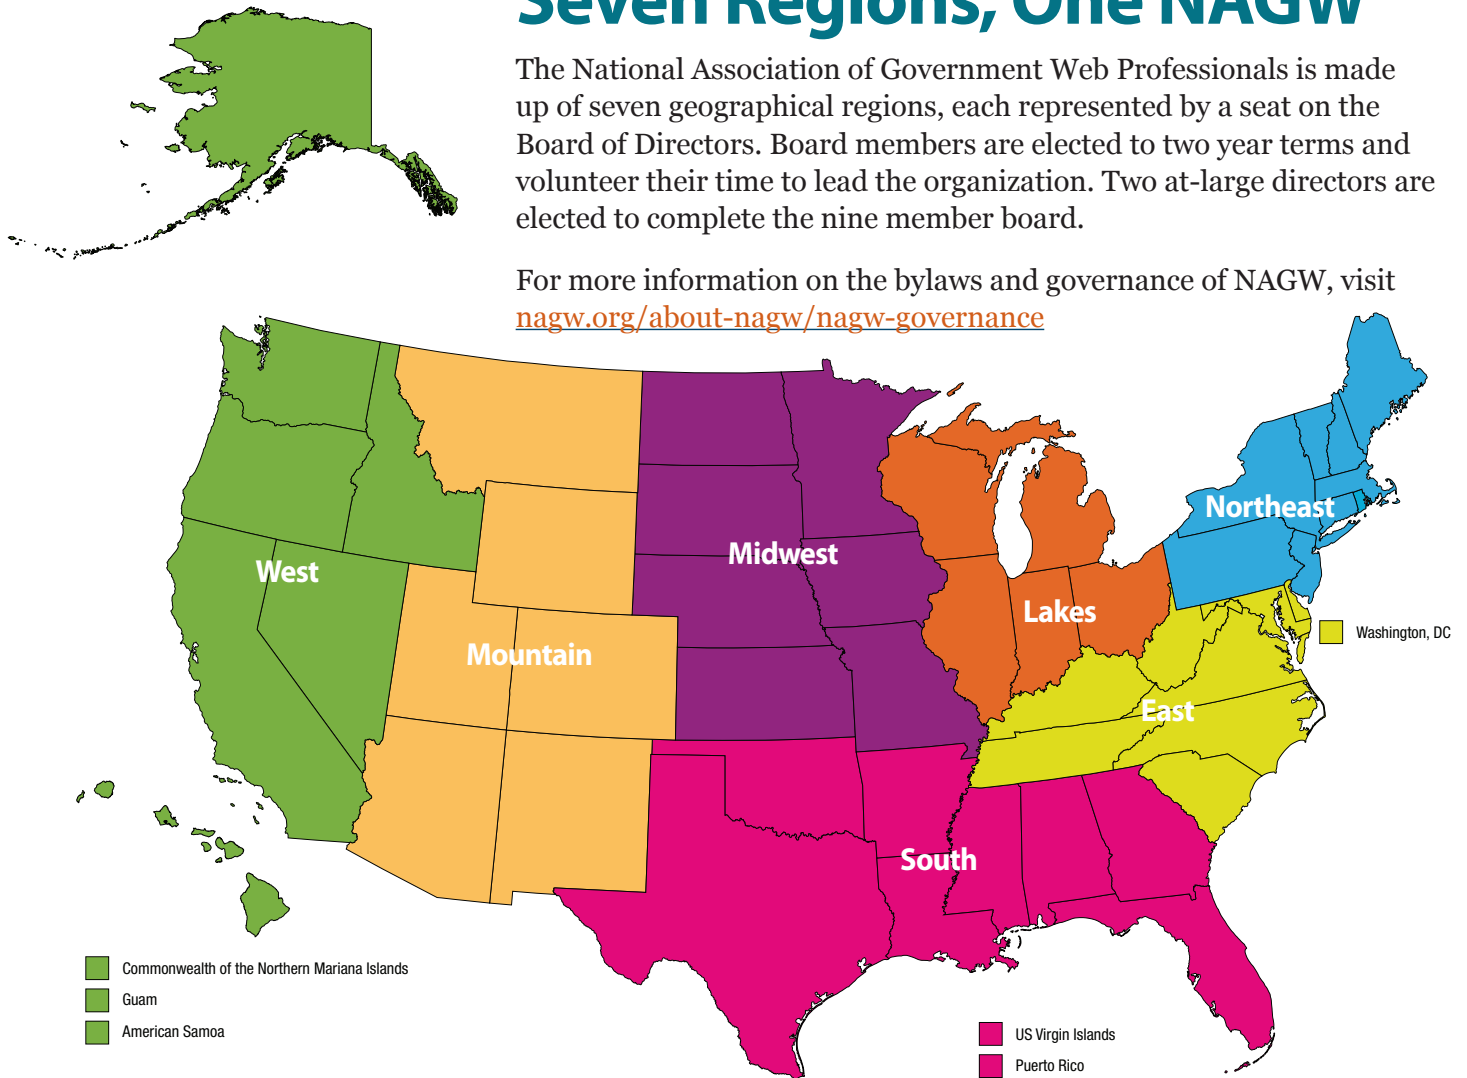 Seven Regions, One NAGW
The National Association of Government Web Professionals is made
up of seven geographical regions, each represented by a seat on the
Board of Directors. Board members are elected to two year terms and
volunteer their time to lead the organization. Two at-large directors are
elected to complete the nine member board.
For more information on the bylaws and governance of NAGW, visit
nagw.org/about-nagw/nagw-governance
Northeast
Midwest
West
Lakes
Washington, DC
Mountain
East
South
Commonwealth of the Northern Mariana Islands
Guam
American Samoa
US Virgin Islands
Puerto Rico